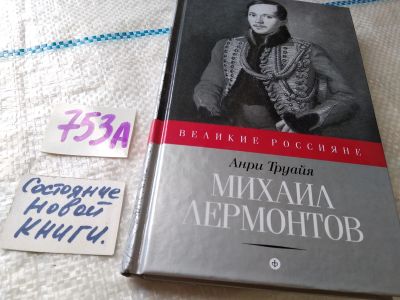 753А
Состояние
новой
книги.
ВЕЛИКИЕ РОССИЯНЕ
Анри Труайя
МИХАИЛ
ЛЕРМОНТОВ